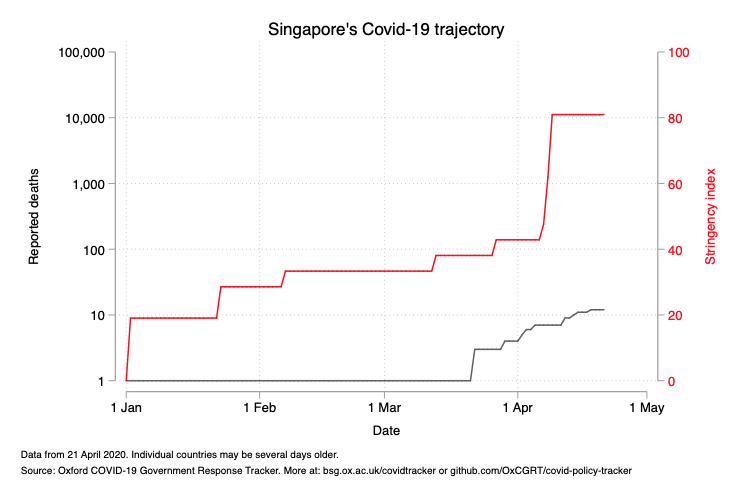 Singapore's Covid-19 trajectory
100,000
10,000
1,000
100
10
1
Reported deaths
100
80
60
40
20
0
Stringency index
1 Jan
1 Feb
1 Mar
1 Apr
1 May
Date
Data from 21 April 2020. Individual countries may be several days older.
Source: Oxford COVID-19 Government Response Tracker. More at: bsg.ox.ac.uk/covidtracker or github.com/OxCGRT/covid-policy-tracker